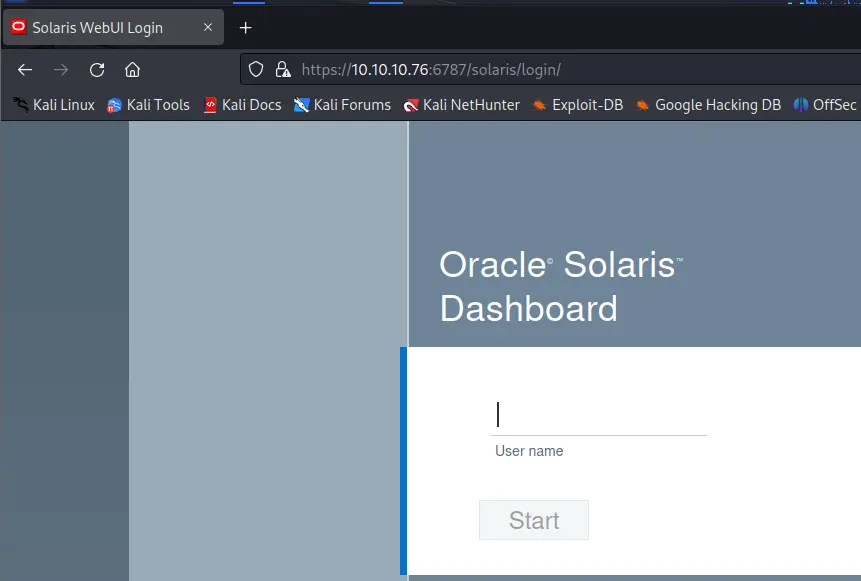 Solaris WebUI Login
https://10.10.10.76:6787/solaris/login/
Kali Linux Kali Tools Kali Docs Kali Forums Kali NetHunter Exploit-DB Google Hacking DB OffSec
Oracle© Solaris™
Dashboard
User name
Start